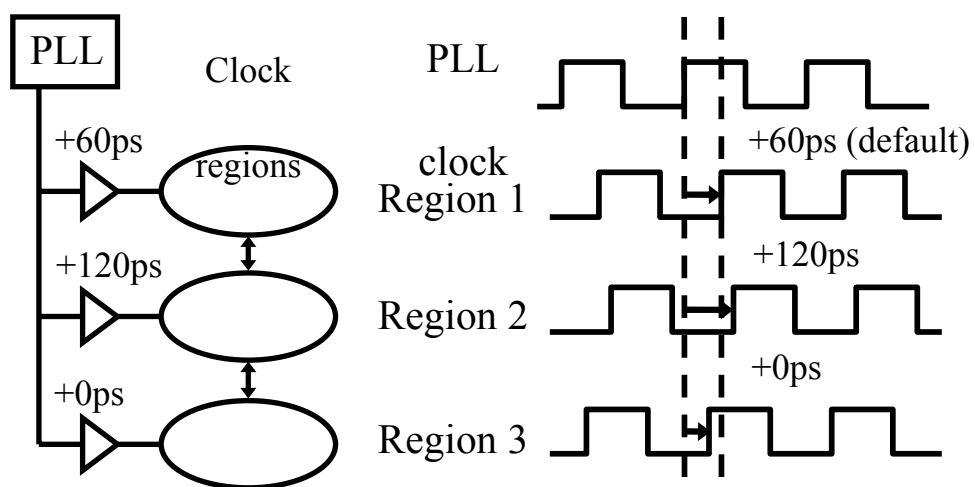 PLL
Clock
regions
+60ps
+120ps
+0ps
PLL
clock
+60ps (default)
Region 1
+120ps
Region 2
+0ps
Region 3